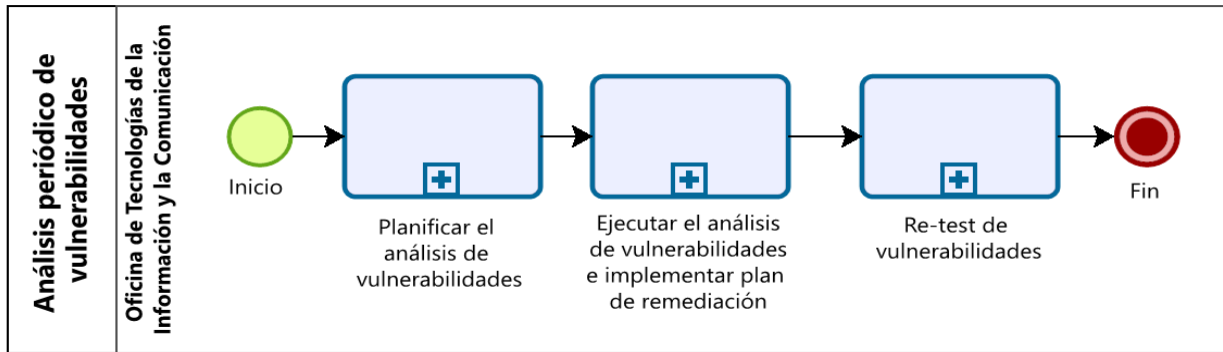 Análisis periódico de
vulnerabilidades
Oficina de Tecnologías de la
Información y la Comunicación
Inicio
Planificar el
análisis de
vulnerabilidades
Ejecutar el análisis
de vulnerabilidades
e implementar plan
de remediación
Re-test de
vulnerabilidades
Fin